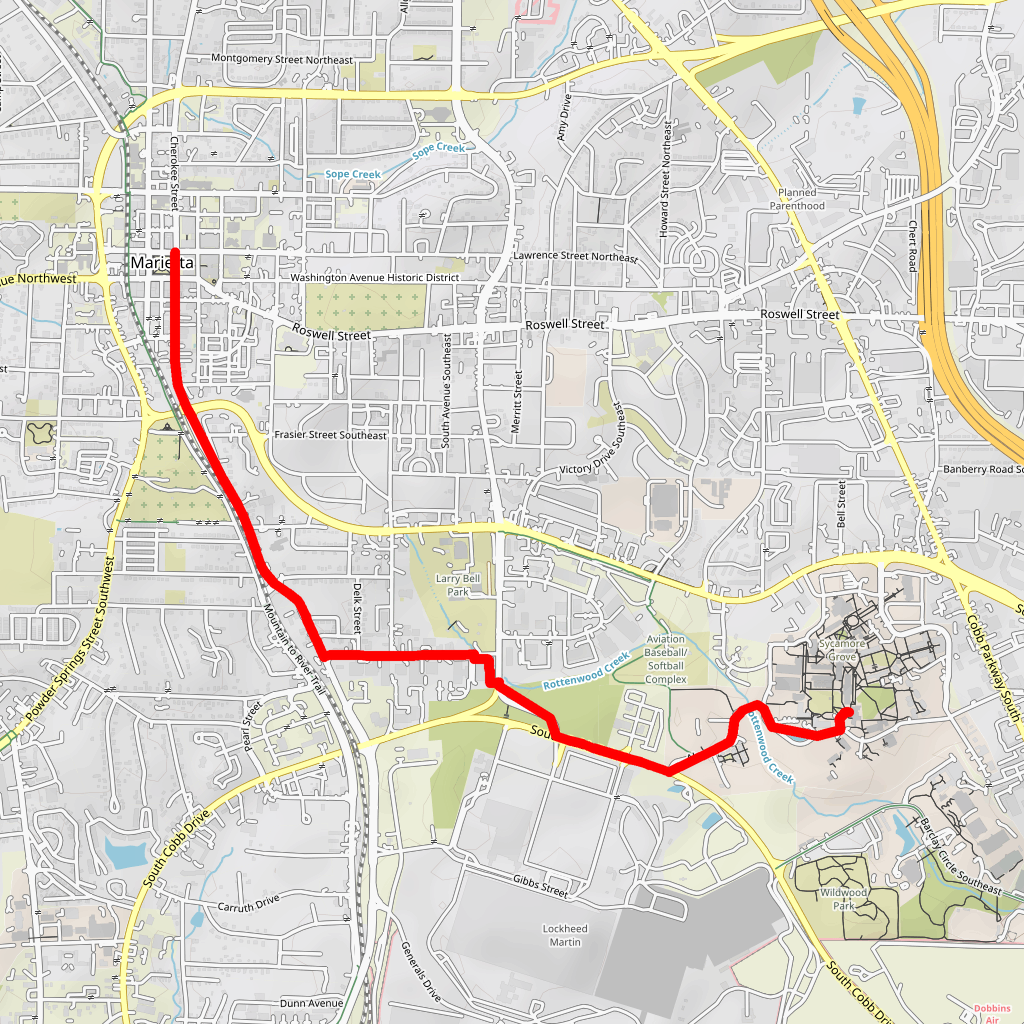 Montgomery Street Northeast
Amy Drive
Cherokee Street
Sope Creek
Sope Creek
Howard Street Northeast
Planned
Parenthood
Chert Road
Marietta
Lawrence Street Northeast
Washington Avenue Historic District
ue Northwest
Roswell Street
Roswell Street
Roswell Street
South Avenue Southeast
Merritt Street
Frasier Street Southeast
Victory Drive Southeast
Banberry Road So
Bell Street
Larry Bell
Park
Delk Street
Mountain to River Trail
Powder Springs Street Southwest
Aviation
Baseball/
Softball
Complex
Sycamore
Grove
Cobb Parkway South
South
Rottenwood Creek
Rottenwood Creek
Pearl Street
Sou
South Cobb Drive
Gibbs Street
Barclay Circle Southeast
Wildwood
Park
Carruth Drive
Lockheed
Martin
Generals Drive
South Cobb Driv
Dunn Avenue
Dobbins
Air